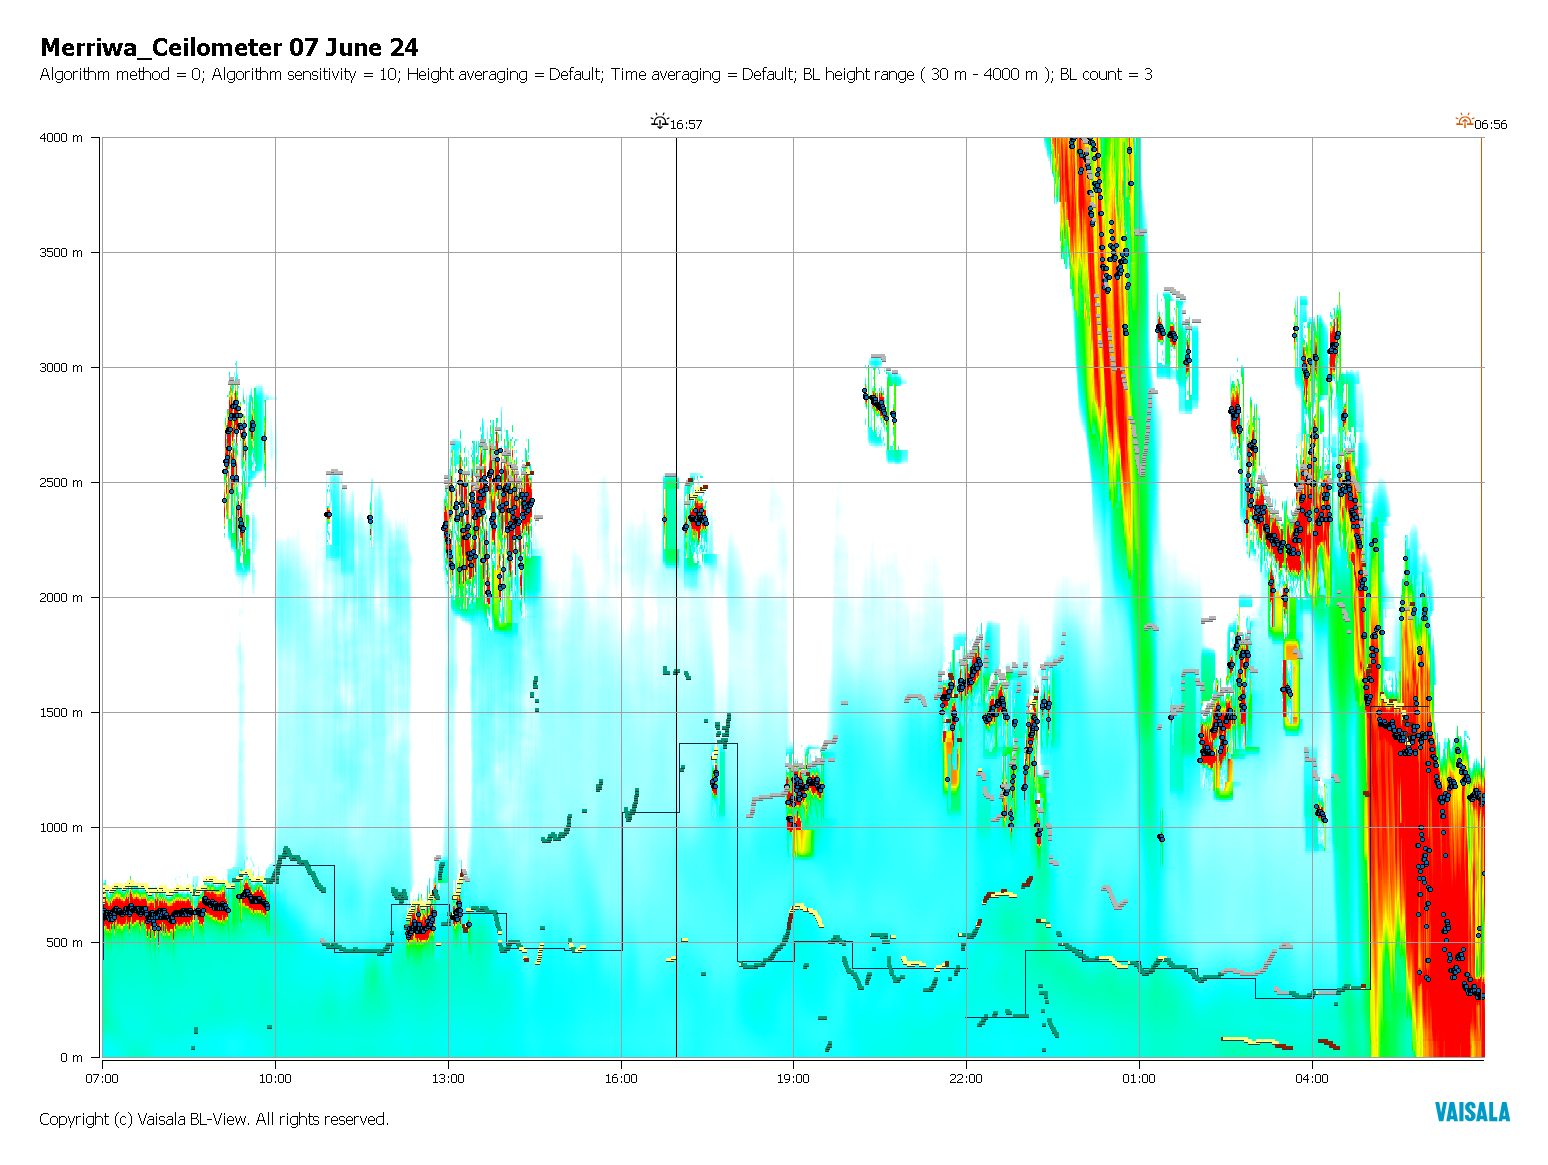 Merriwa_Ceilometer 07 June 24
Algorithm method = 0; Algorithm sensitivity = 10; Height averaging = Default; Time averaging = Default; BL height range ( 30 m - 4000 m ); BL count = 3
16:57
06:56
4000 m
3500 m
3000 m
2500 m
2000 m
1500 m
1000 m
500 m
0 m
07:00
10:00
13:00
16:00
19:00
22:00
01:00
04:00
Copyright (c) Vaisala BL-View. All rights reserved.
VAISALA